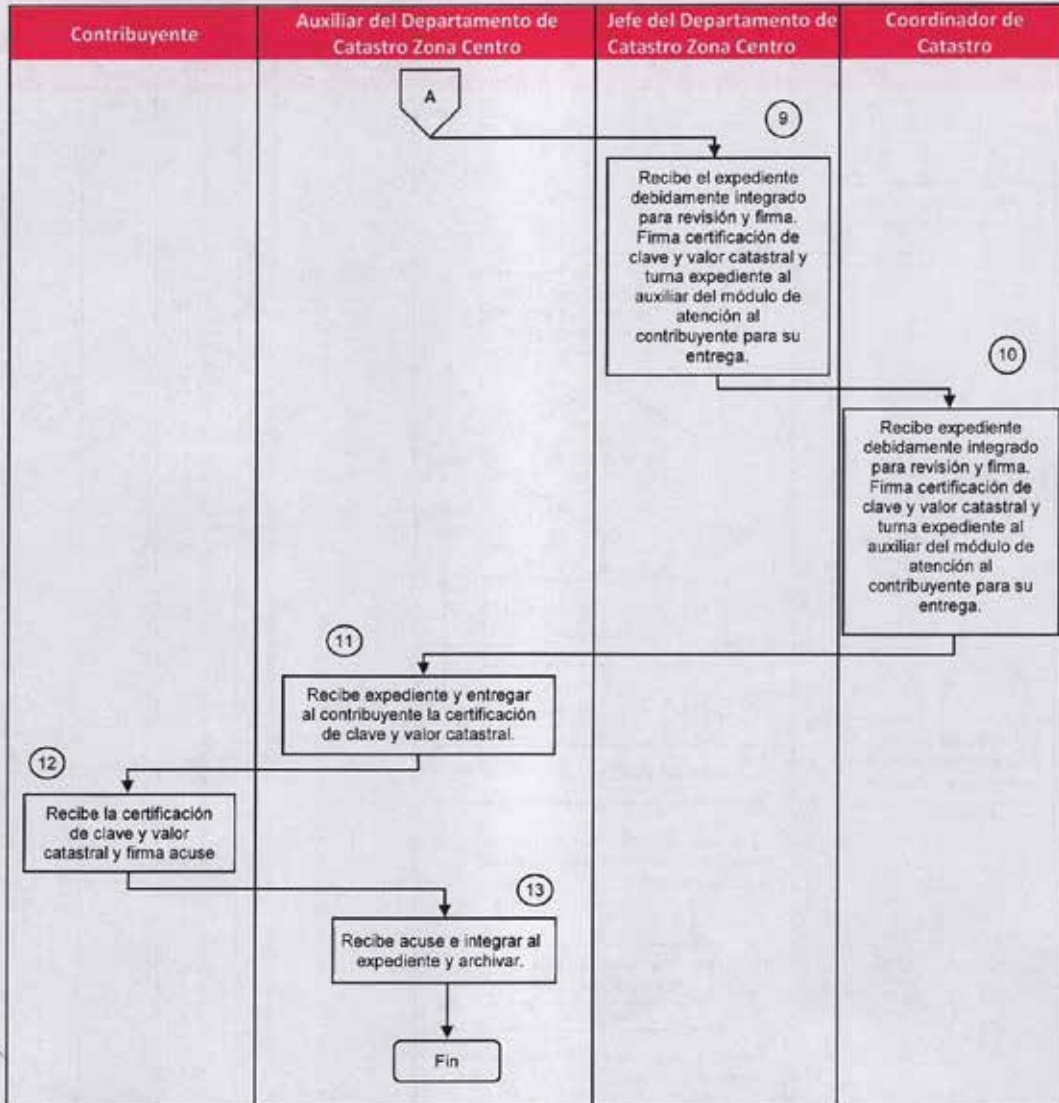 Contribuyente
Auxiliar del Departamento de
Catastro Zona Centro
Jefe del Departamento de
Catastro Zona Centro
Coordinador de
Catastro
A
9
Recibe el expediente
debidamente integrado
para revisión y firma.
Firma certificación de
clave y valor catastral y
turna expediente al
auxiliar del módulo de
atención al
contribuyente para su
entrega.
10
Recibe expediente
debidamente integrado
para revisión y firma.
Firma certificación de
clave y valor catastral y
turna expediente al
auxiliar del módulo de
atención al
contribuyente para su
entrega.
11
Recibe expediente y entregar
al contribuyente la certificación
de clave y valor catastral.
12
Recibe la certificación
de clave y valor
catastral y firma acuse
13
Recibe acuse e integrar al
expediente y archivar.
Fin